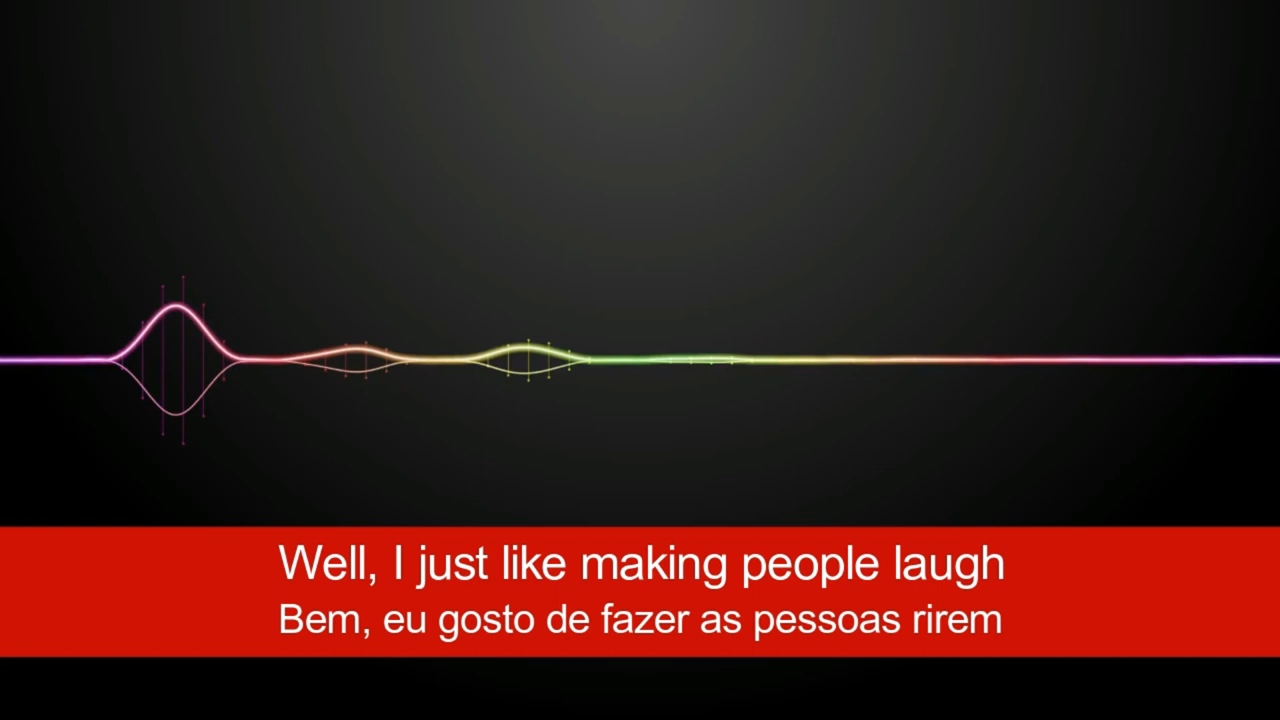 Well, I just like making people laugh
Bem, eu gosto de fazer as pessoas rirem